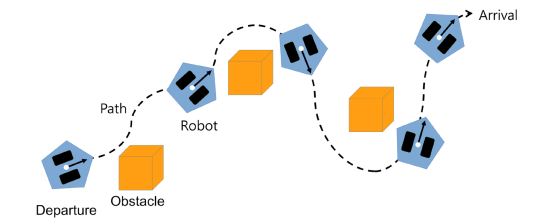 Arrival
Path
Robot
Obstacle
Departure